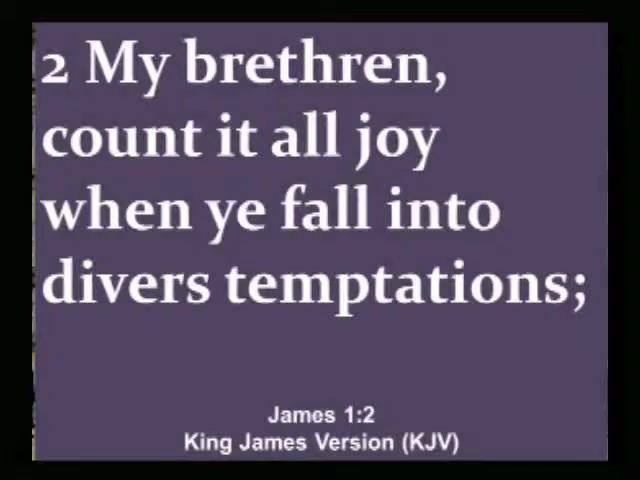 2 My brethren,
count it all joy
when ye fall into
divers temptations;
James 1:2
King James Version (KJV)